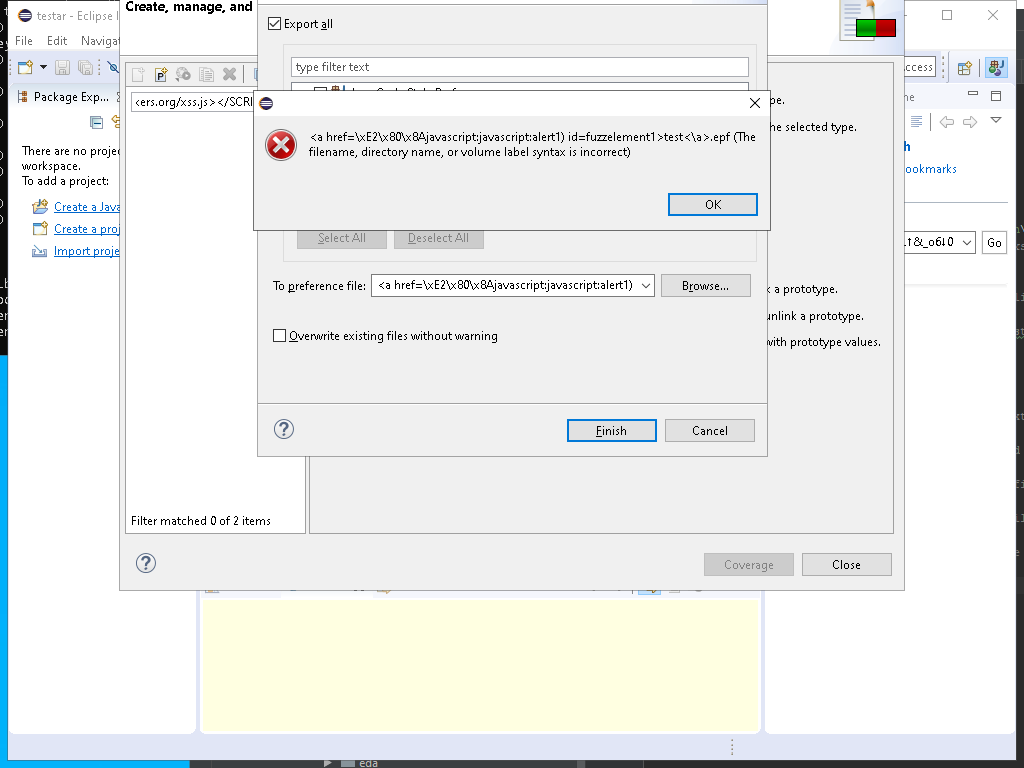 testar - Eclipse I
Create, manage, and
File Edit Navigat
Export all
type filter text
ccess
Package Exp...
<a href=\xE2\x80\x8Ajavascript:javascript:alert1) id=fuzzelement1>test<\a>.epf (The
filename, directory name, or volume label syntax is incorrect)
OK
cers.org/xss.js></SCRI
pe.
he selected type.
There are no projec
workspace.
To add a project:
Create a Java
Create a proj
Import proje
ookmarks
Go
Select All
Deselect All
To preference file:
<a href=\xE2\x80\x8Ajavascript:javascript:alert1)
Browse...
k a prototype.
unlink a prototype.
with prototype values.
Overwrite existing files without warning
Finish
Cancel
Filter matched 0 of 2 items
Coverage
Close
eda